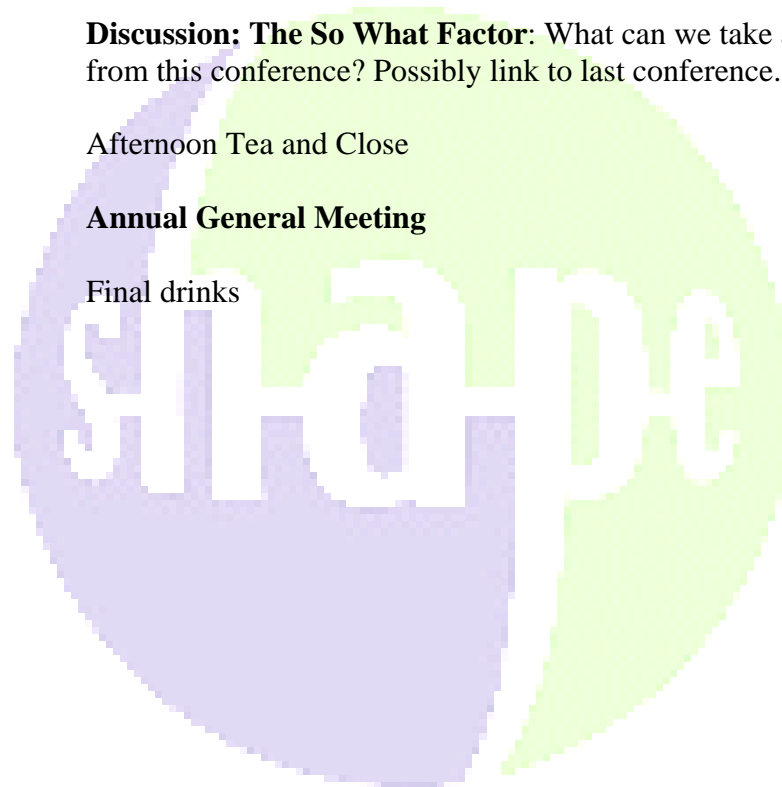 Discussion: The So What Factor: What can we take
from this conference? Possibly link to last conference.
Afternoon Tea and Close
Annual General Meeting
Final drinks
shape